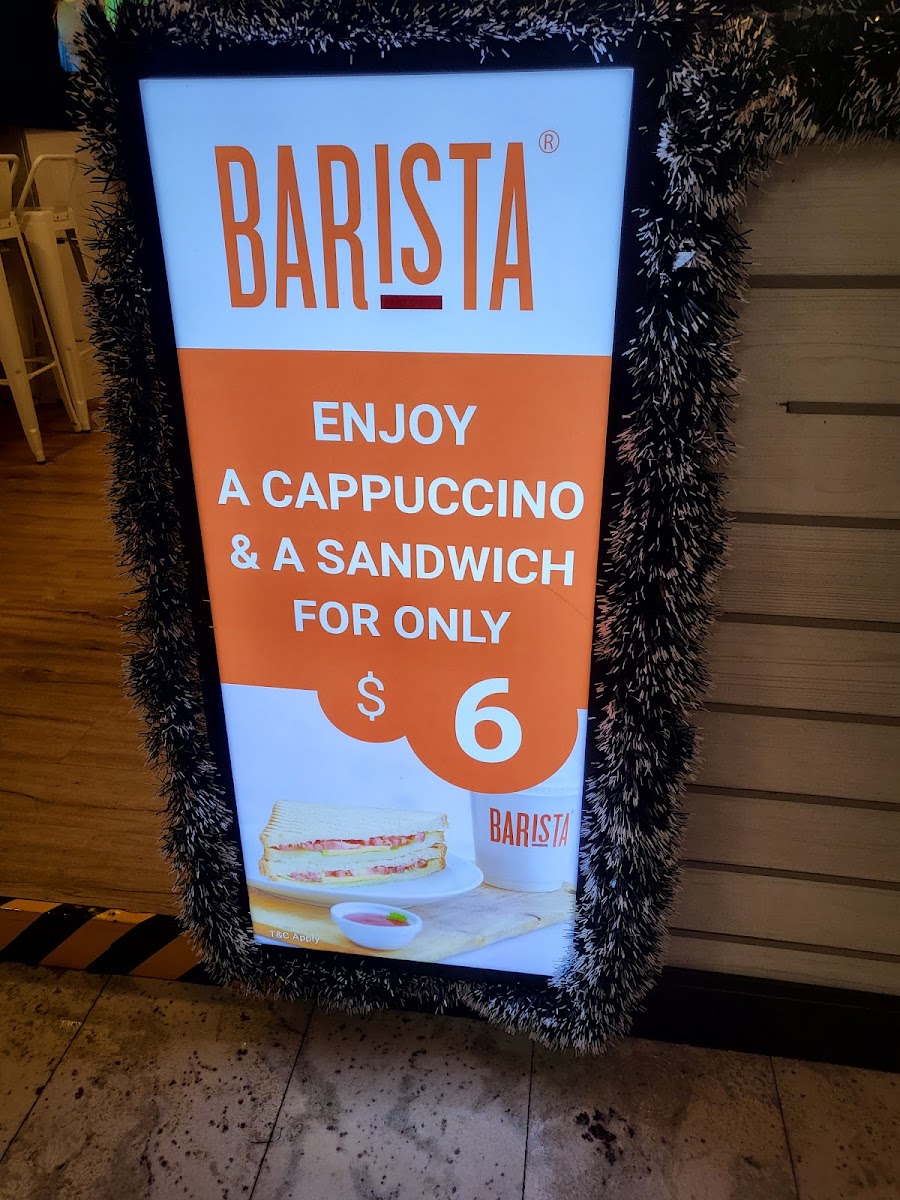 BARISTA®
ENJOY
A CAPPUCCINO
& A SANDWICH
FOR ONLY
$ 6
BARISTA
T&C Apply